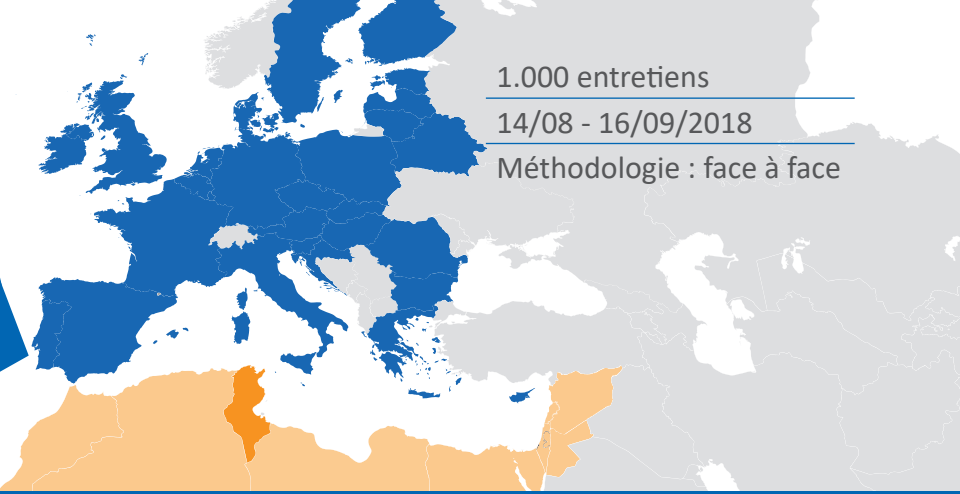 1.000 entretiens
14/08 - 16/09/2018
Méthodologie : face à face